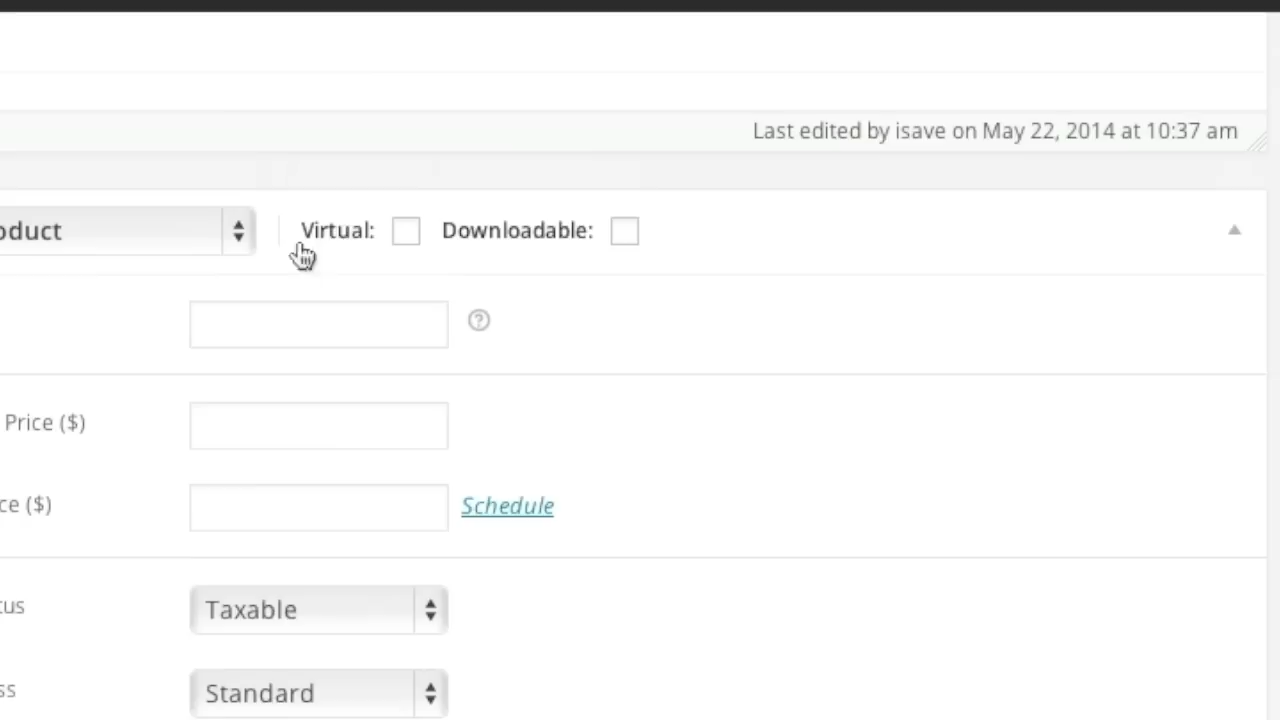 Last edited by isave on May 22, 2014 at 10:37 am
oduct Virtual: Downloadable:
Price ($)
ce ($) Schedule
tus Taxable
ss Standard